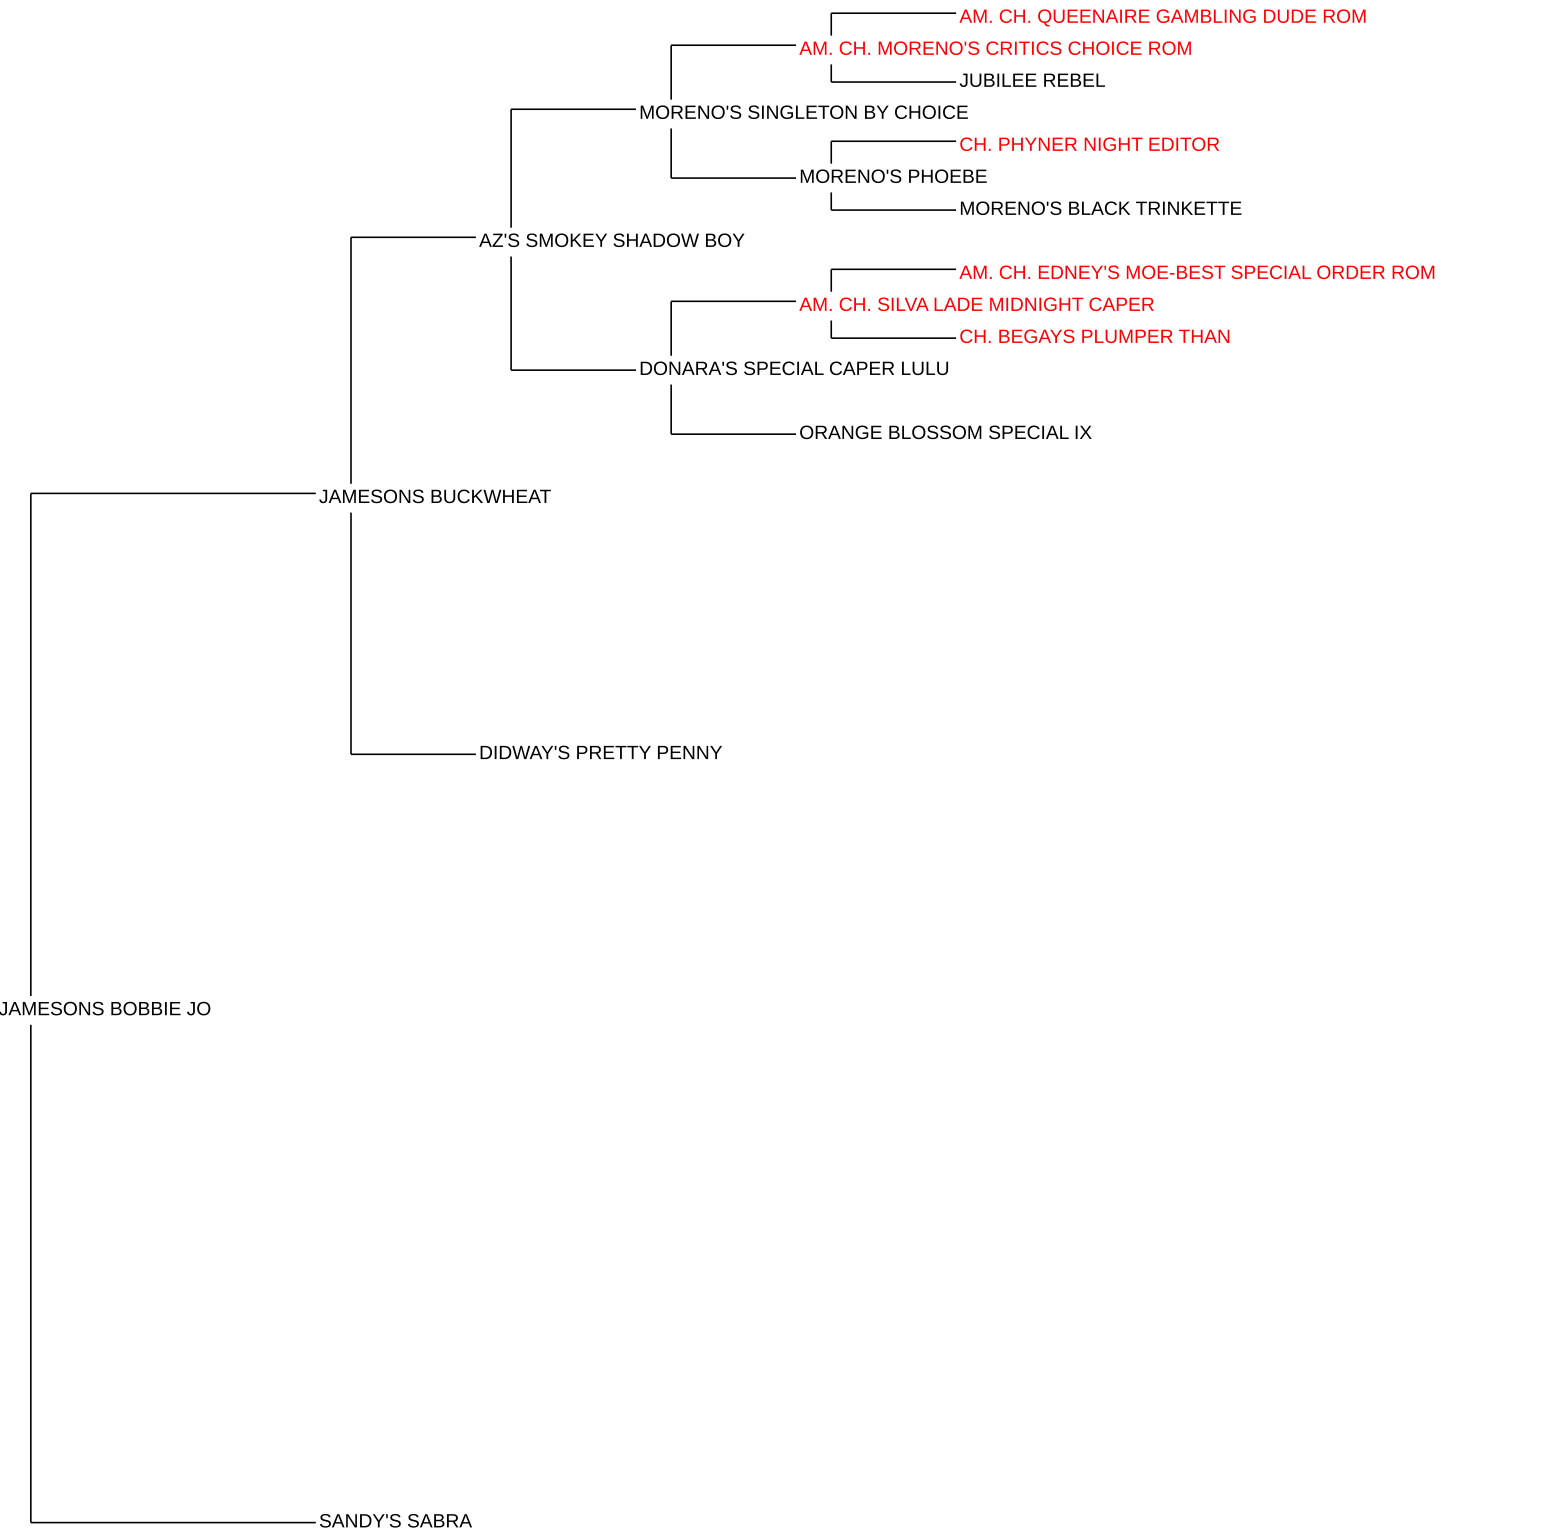 AM. CH. QUEENAIRE GAMBLING DUDE ROM
AM. CH. MORENO'S CRITICS CHOICE ROM
JUBILEE REBEL
MORENO'S SINGLETON BY CHOICE
CH. PHYNER NIGHT EDITOR
MORENO'S PHOEBE
MORENO'S BLACK TRINKETTE
AZ'S SMOKEY SHADOW BOY
AM. CH. EDNEY'S MOE-BEST SPECIAL ORDER ROM
AM. CH. SILVA LADE MIDNIGHT CAPER
CH. BEGAYS PLUMPER THAN
DONARA'S SPECIAL CAPER LULU
ORANGE BLOSSOM SPECIAL IX
JAMESONS BUCKWHEAT
DIDWAY'S PRETTY PENNY
JAMESONS BOBBIE JO
SANDY'S SABRA